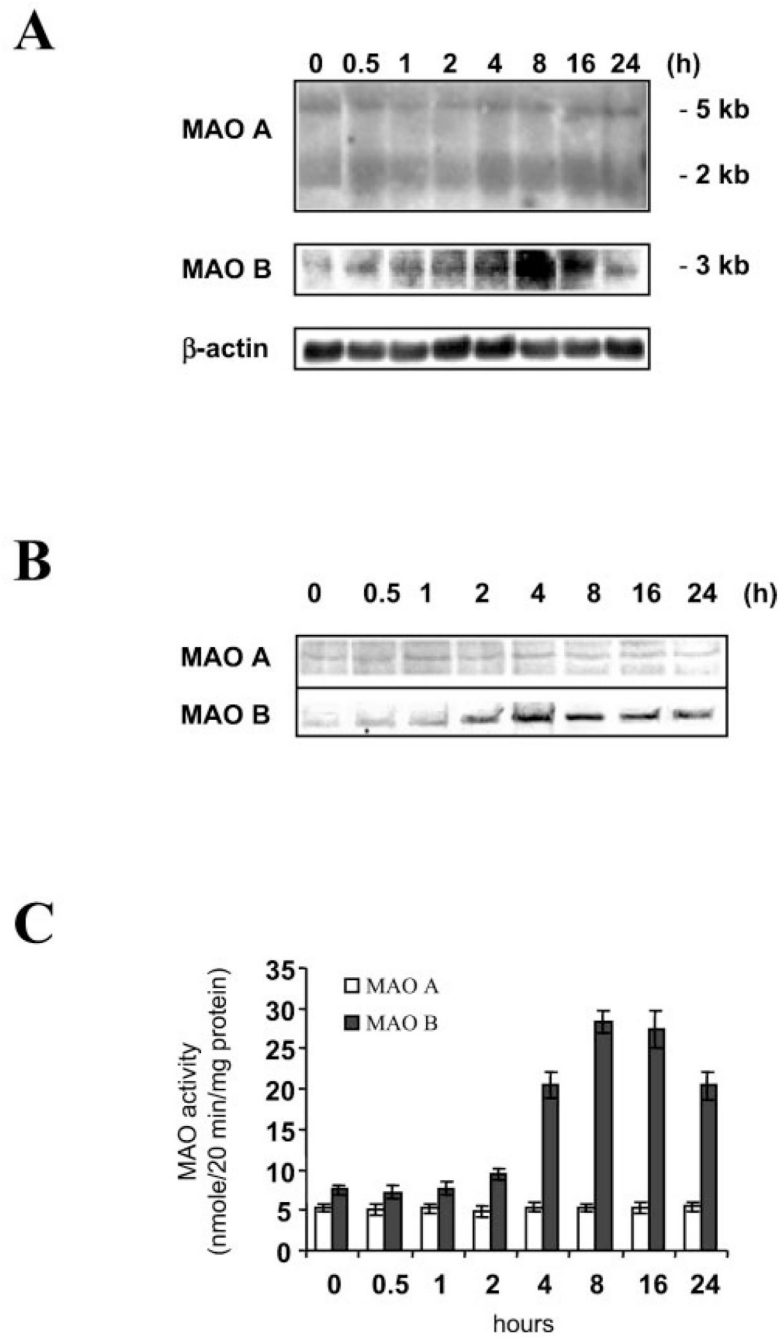 A
0 0.5 1 2 4 8 16 24 (h)
MAO A
- 5 kb
- 2 kb
MAO B
- 3 kb
β-actin
B
0 0.5 1 2 4 8 16 24 (h)
MAO A
MAO B
C
MAO activity
(nmole/20 min/mg protein)
35
30
25
20
15
10
5
0
MAO A
MAO B
0 0.5 1 2 4 8 16 24
hours